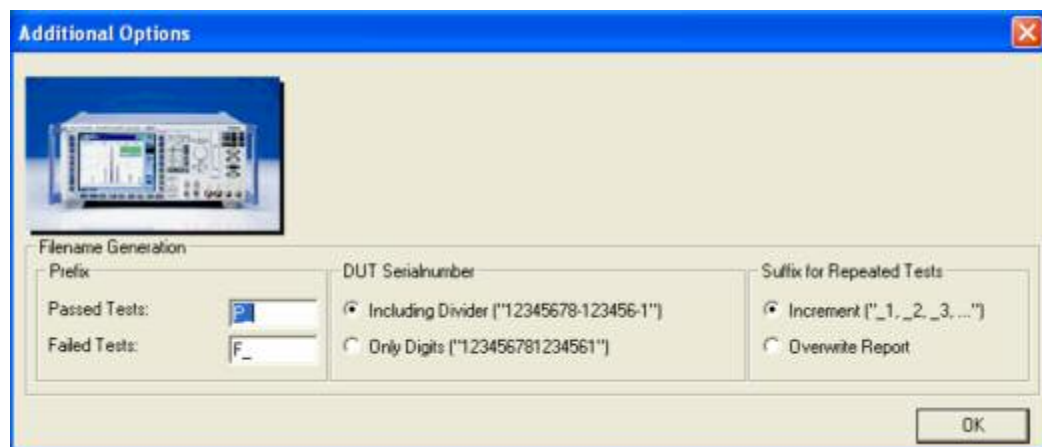 Additional Options
Filename Generation
Prefix
Passed Tests:
P_
Failed Tests:
F_
DUT Serialnumber
Including Divider ("12345678-123456-1")
Only Digits ("123456781234561")
Suffix for Repeated Tests
Increment ("_1, _2, _3, ...")
Overwrite Report
OK